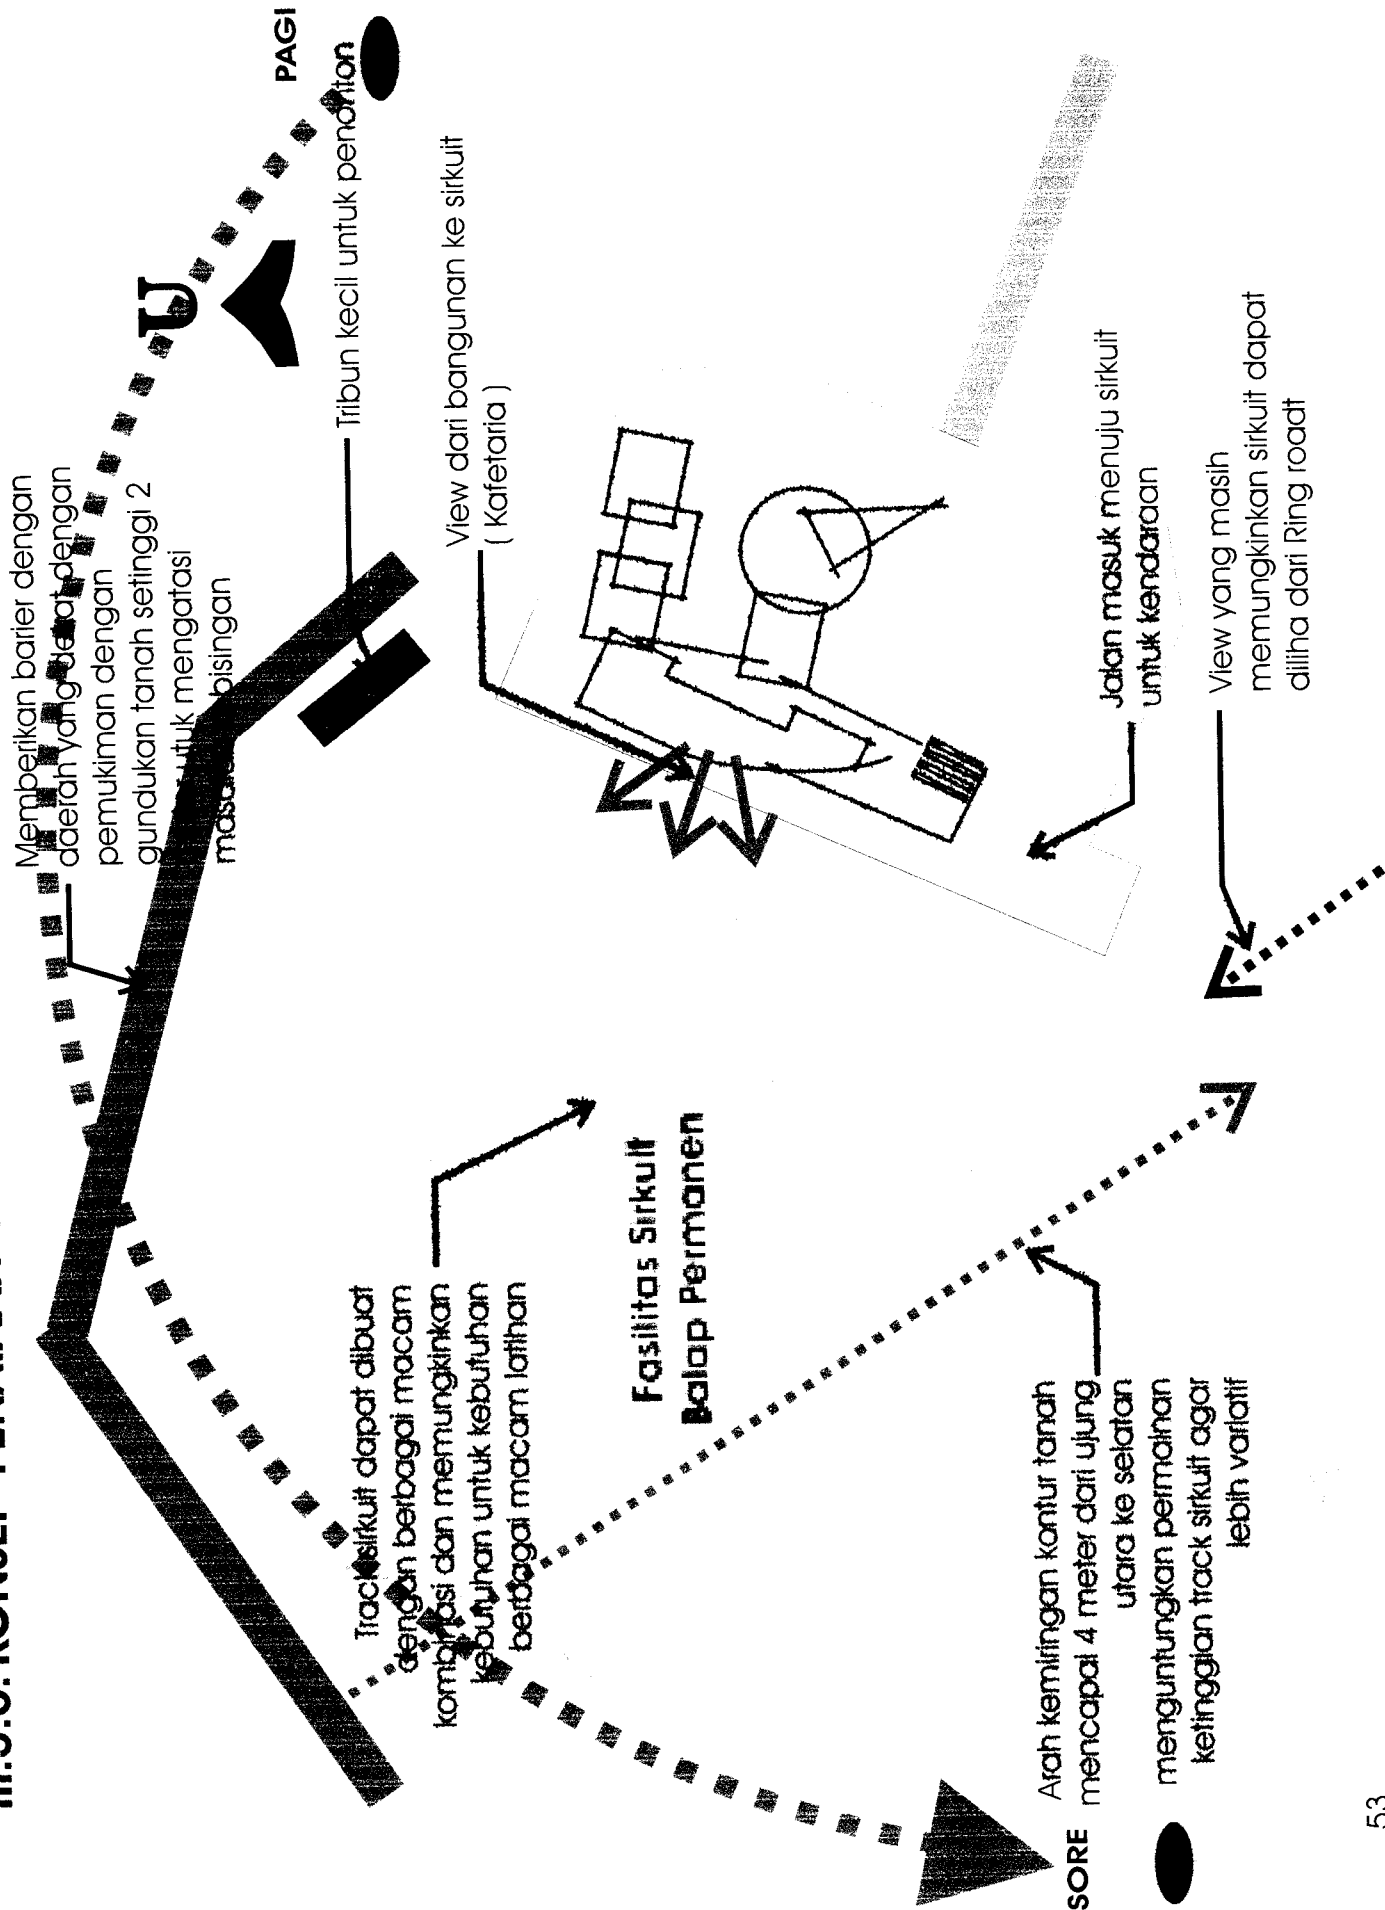 Memberikan barier dengan
daerah yang dekat dengan
pemukiman dengan
gundukan tanah setinggi 2
untuk mengatasi
bisingan
U
PAGI
Tribun kecil untuk penonton
View dari bangunan ke sirkuit
( Kafetaria )
Track sirkuit dapat dibuat
dengan berbagai macam
kombinasi dan memungkinkan
kebutuhan untuk kebutuhan
berbagai macam latihan
Fasilitas Sirkuit
Balap Permanen
Jalan masuk menuju sirkuit
untuk kendaraan
View yang masih
memungkinkan sirkuit dapat
diliha dari Ring roadt
SORE
Arah kemiringan kontur tanah
mencapai 4 meter dari ujung
utara ke selatan
menguntungkan permainan
ketinggian track sirkuit agar
lebih variatif
53